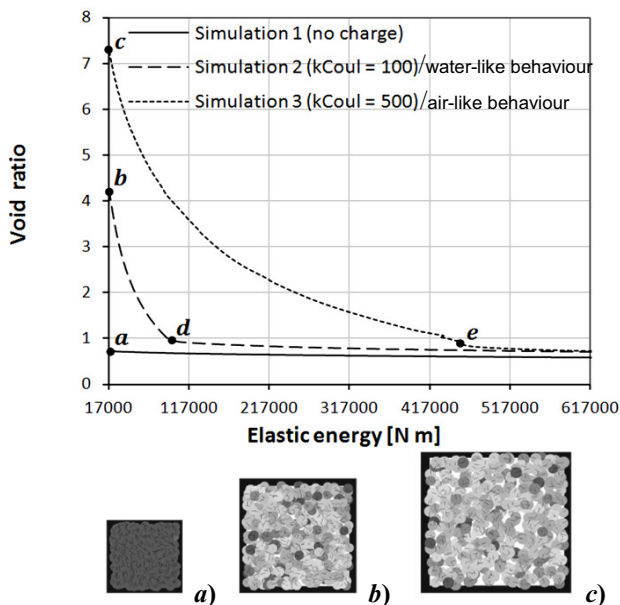 8
7
6
5
4
3
2
1
0
Void ratio
c
b
a
d
e
Simulation 1 (no charge)
Simulation 2 (kCoul = 100)/water-like behaviour
Simulation 3 (kCoul = 500)/air-like behaviour
17000 117000 217000 317000 417000 517000 617000
Elastic energy [N m]
a) b) c)